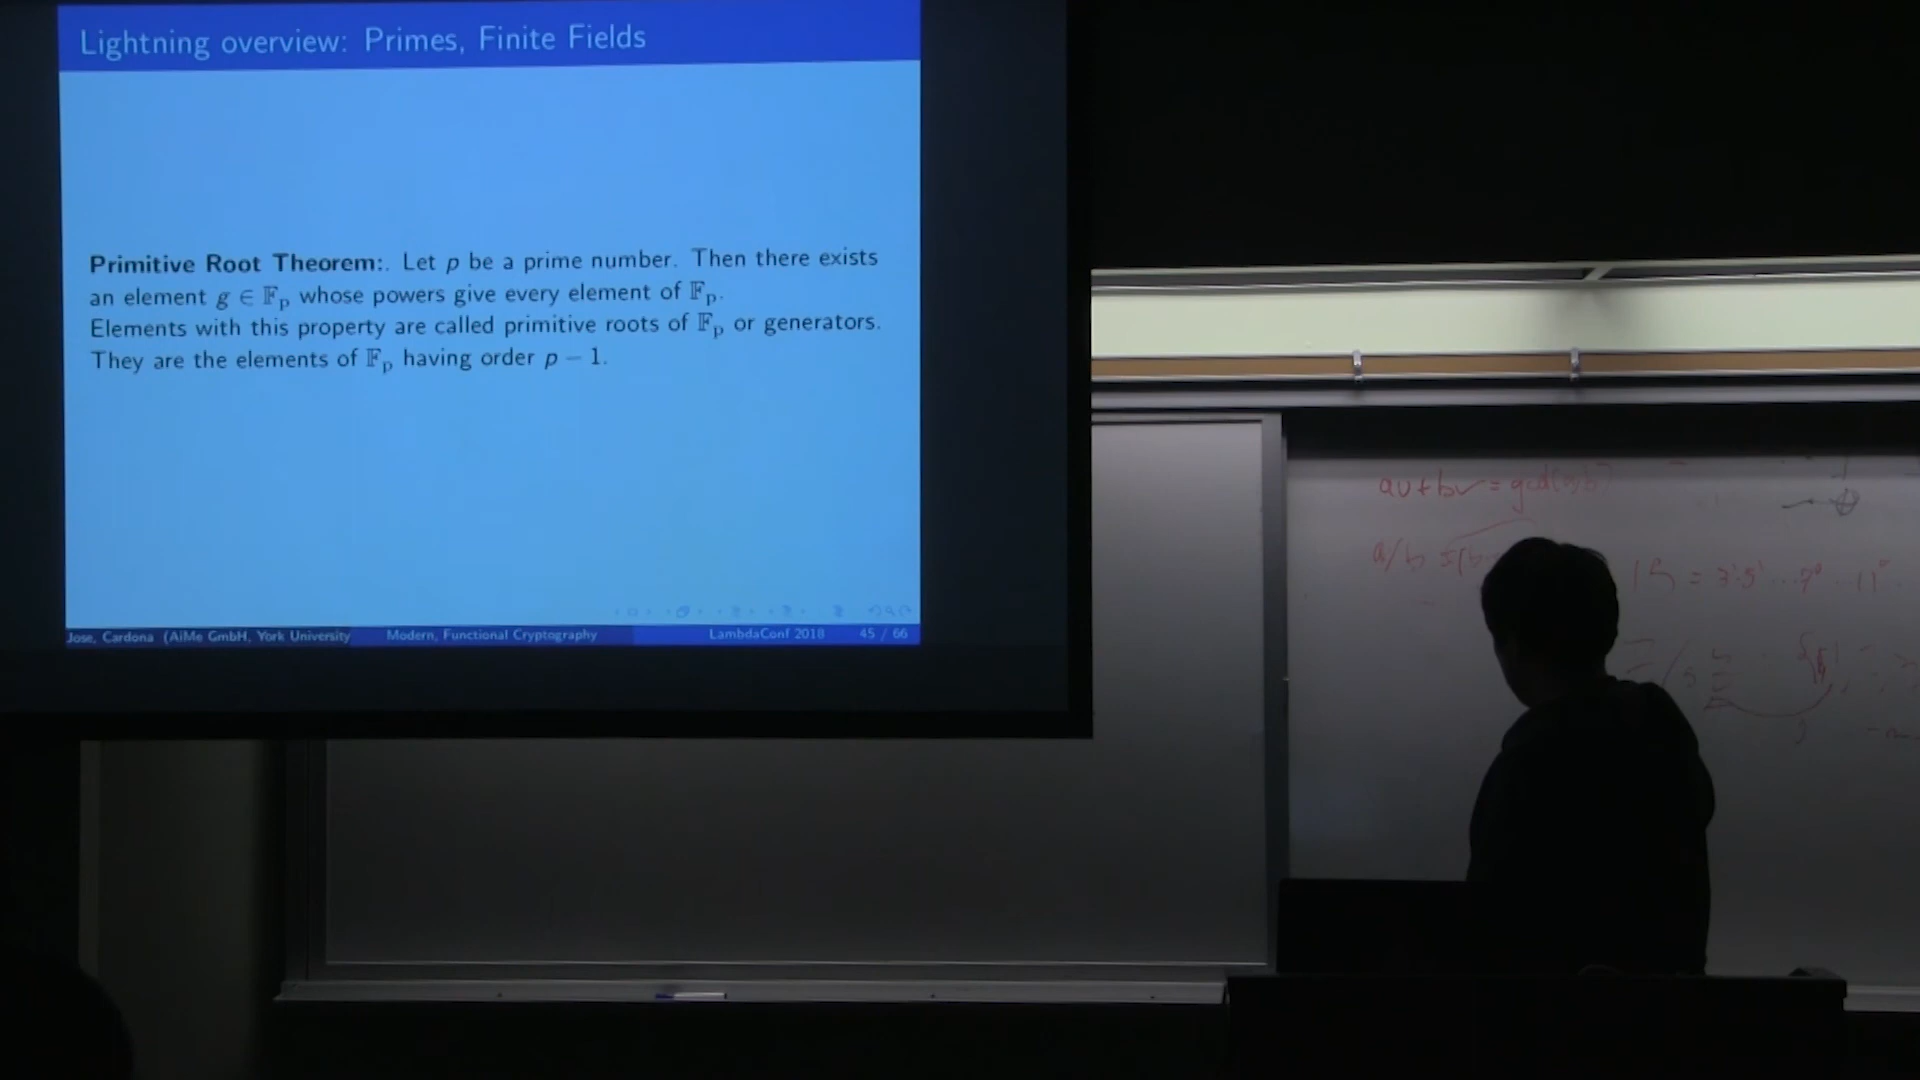 Lightning overview: Primes, Finite Fields
Primitive Root Theorem:. Let p be a prime number. Then there exists
an element g ∈ 𝔽p whose powers give every element of 𝔽p.
Elements with this property are called primitive roots of 𝔽p or generators.
They are the elements of 𝔽p having order p − 1.
Jose, Cardona (AiMe GmbH, York University Modern, Functional Cryptography LambdaConf 2018 45 / 66
au+bv = gcd(a,b)
a/b